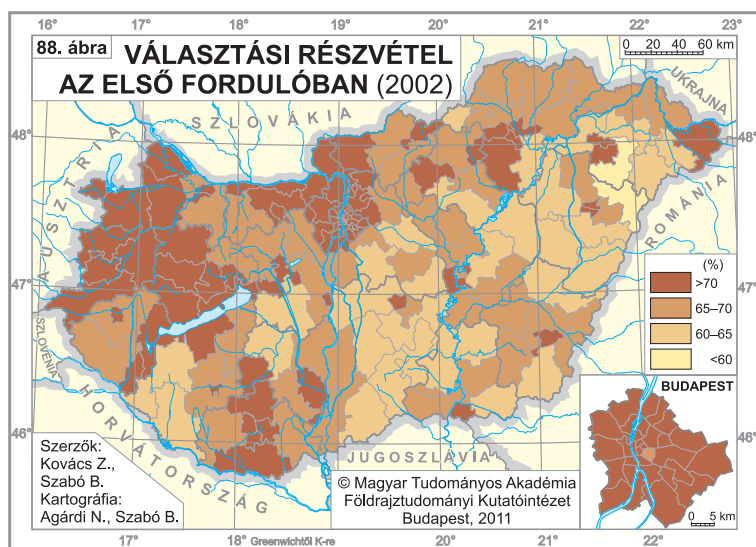 16° 17° 18° 19° 20° 21° 22° 23°
88. ábra
VÁLASZTÁSI RÉSZVÉTEL
AZ ELSŐ FORDULÓBAN (2002)
0 20 40 60 km
UKRAJNA
SZLOVÁKIA
AUSZTRIA
48°
48°
ROMÁNIA
47°
47°
(%)
>70
65–70
60–65
<60
SZLOVÉNIA
HORVÁTORSZÁG
BUDAPEST
46°
46°
JUGOSZLÁVIA
Szerzők:
Kovács Z.,
Szabó B.
Kartográfia:
Agárdi N., Szabó B.
© Magyar Tudományos Akadémia
Földrajztudományi Kutatóintézet
Budapest, 2011
0 5 km
17° 18° Greenwichtől K-re 19° 20° 21° 22°